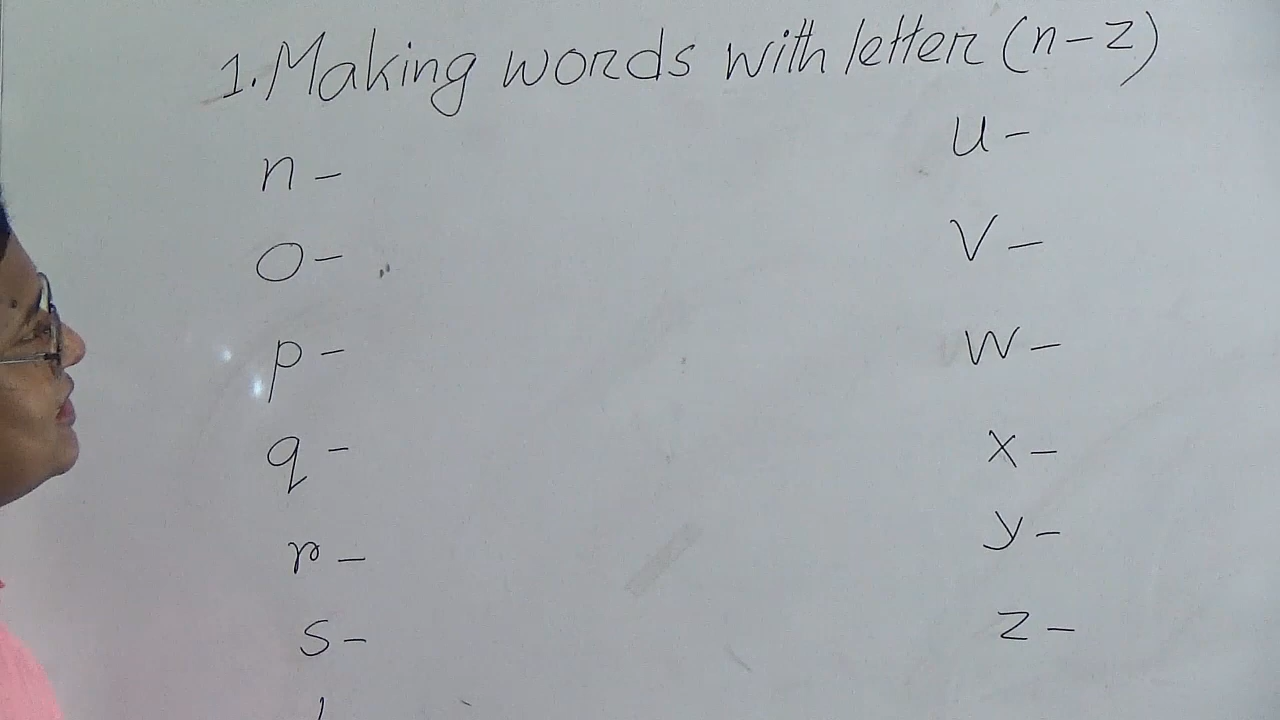 1. Making words with letter (n-z)
n -
o -
p -
q -
r -
s -
u -
v -
w -
x -
y -
z -